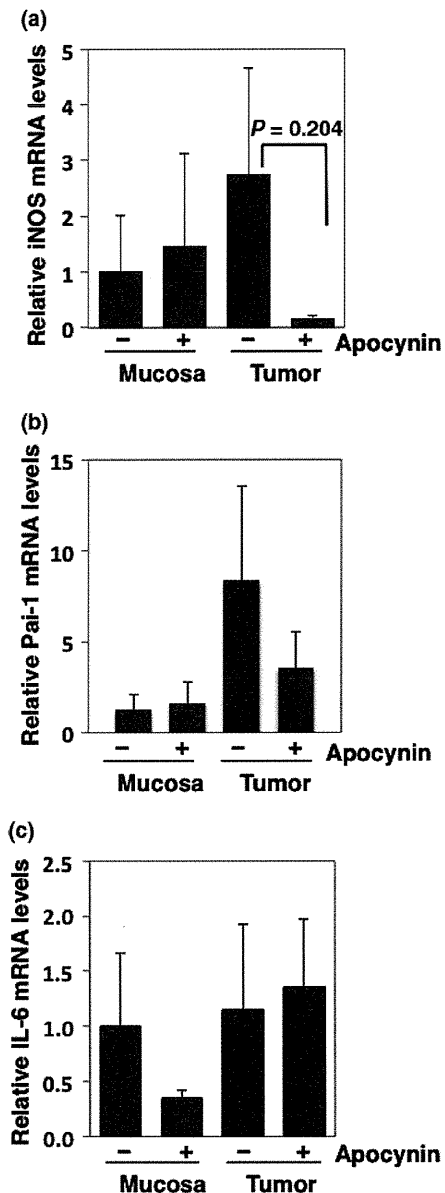 (a)
Relative iNOS mRNA levels
5
4
3
2
1
0
P = 0.204
− + − + Apocynin
Mucosa Tumor
(b)
Relative Pai-1 mRNA levels
15
10
5
0
− + − + Apocynin
Mucosa Tumor
(c)
Relative IL-6 mRNA levels
2.5
2.0
1.5
1.0
0.5
0.0
− + − + Apocynin
Mucosa Tumor